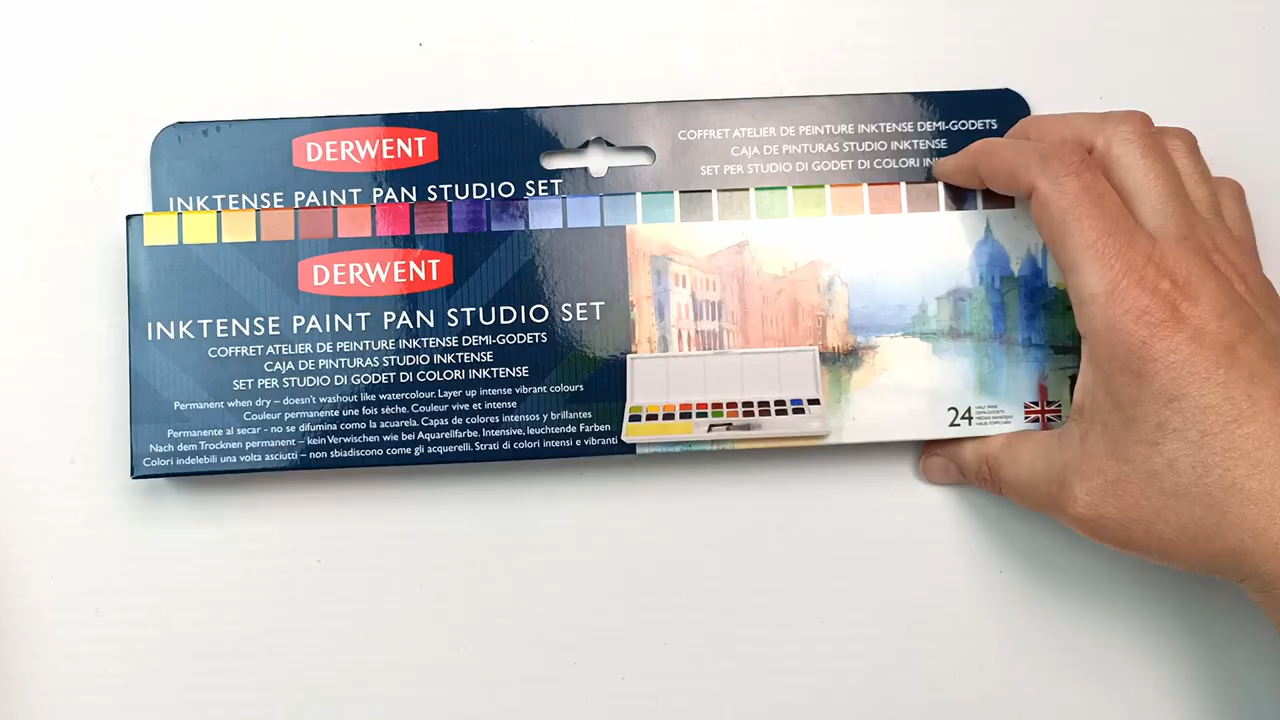 DERWENT
INKTENSE PAINT PAN STUDIO SET
COFFRET ATELIER DE PEINTURE INKTENSE DEMI-GODETS
CAJA DE PINTURAS STUDIO INKTENSE
SET PER STUDIO DI GODET DI COLORI
DERWENT
INKTENSE PAINT PAN STUDIO SET
COFFRET ATELIER DE PEINTURE INKTENSE DEMI-GODETS
CAJA DE PINTURAS STUDIO INKTENSE
SET PER STUDIO DI GODET DI COLORI INKTENSE
Permanent when dry – doesn't washout like watercolour. Layer up intense vibrant colours
Couleur permanente une fois sèche. Couleur vive et intense
Permanente al secar - no se difumina como la acuarela. Capas de colores intensos y brillantes
Nach dem Trocknen permanent – kein Verwischen wie bei Aquarellfarbe. Intensive, leuchtende Farben
Colori indelebili una volta asciutti – non sbiadiscono come gli acquerelli. Strati di colori intensi e vibranti
24
HALF PANS
DEMI-GODETS